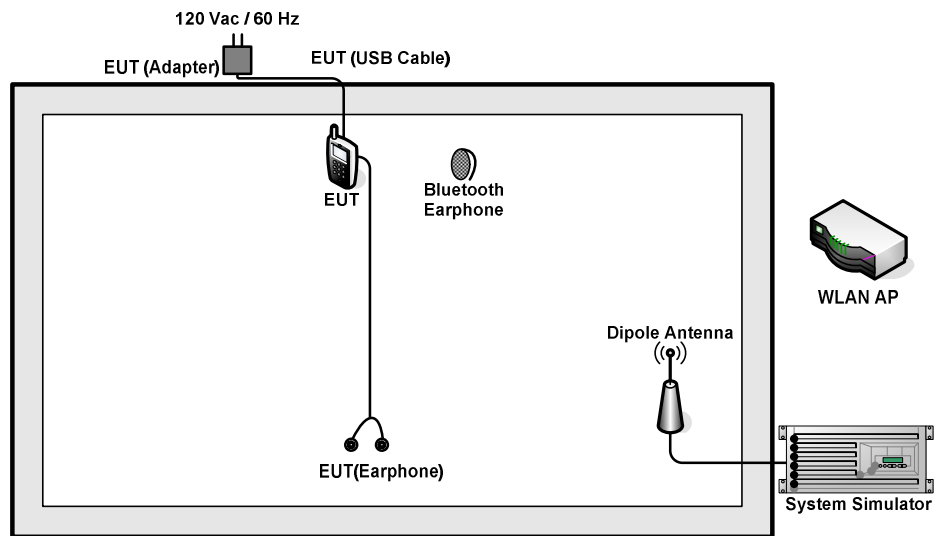 120 Vac / 60 Hz
EUT (Adapter)
EUT (USB Cable)
EUT
Bluetooth
Earphone
WLAN AP
Dipole Antenna
EUT(Earphone)
System Simulator